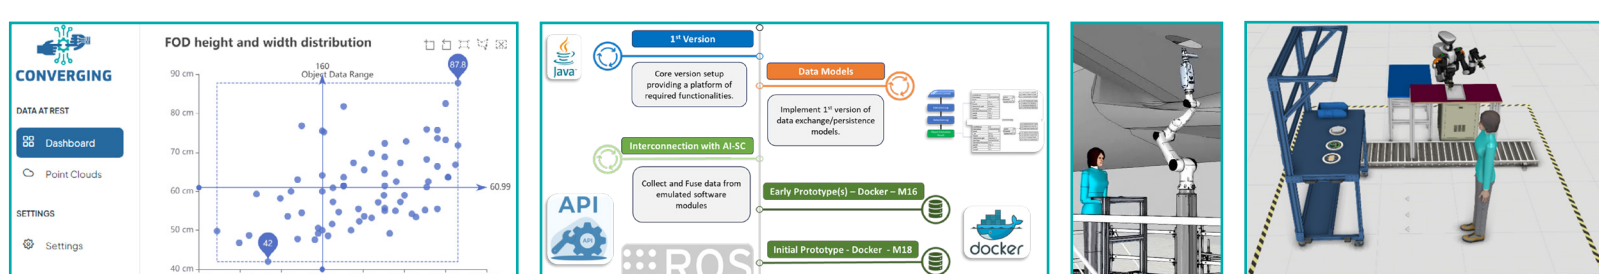 CONVERGING
DATA AT REST
Dashboard
Point Clouds
SETTINGS
Settings
FOD height and width distribution
160
Object Data Range
87.8
90 cm
80 cm
70 cm
60 cm
60.99
50 cm
42
40 cm
Java
1st Version
Core version setup
providing a platform of
required functionalities.
Data Models
Implement 1st version of
data exchange/persistence
models.
Interconnection with AI-SC
Collect and Fuse data from
emulated software
modules
Early Prototype(s) – Docker – M16
API
API
docker
Initial Prototype - Docker - M18
ROS